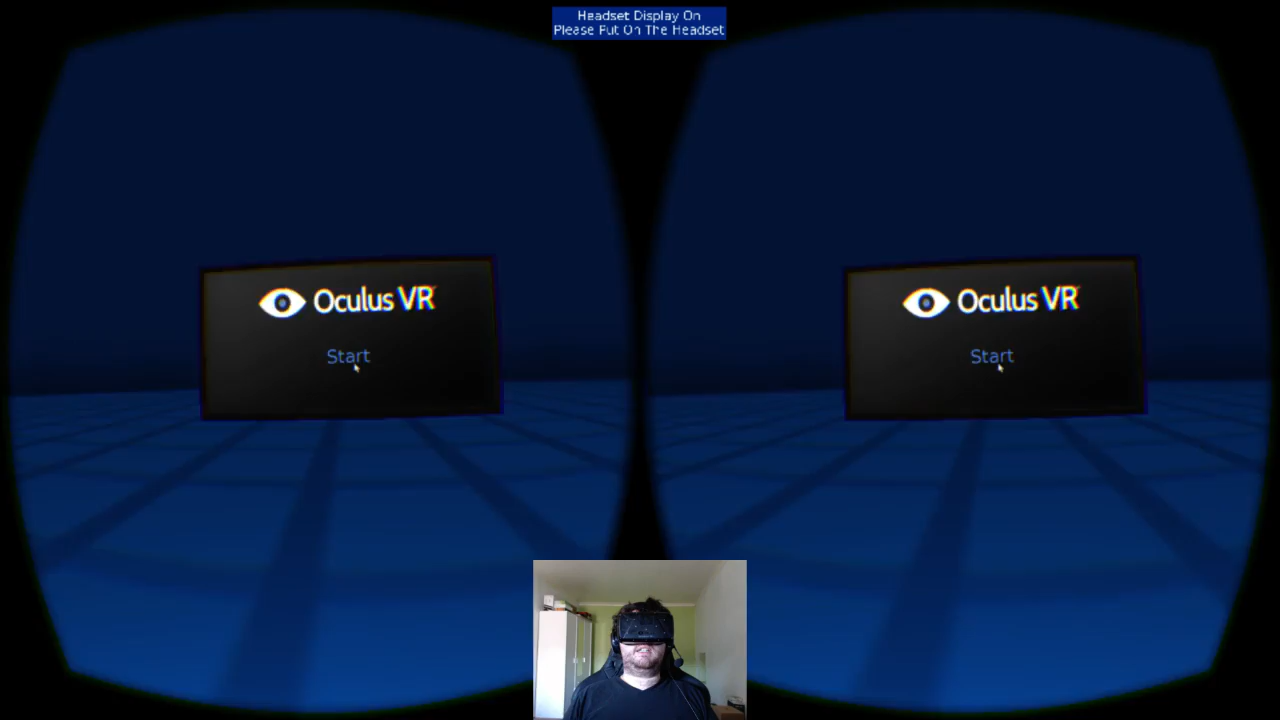 Headset Display On
Please Put On The Headset
Oculus VR
Start
Oculus VR
Start